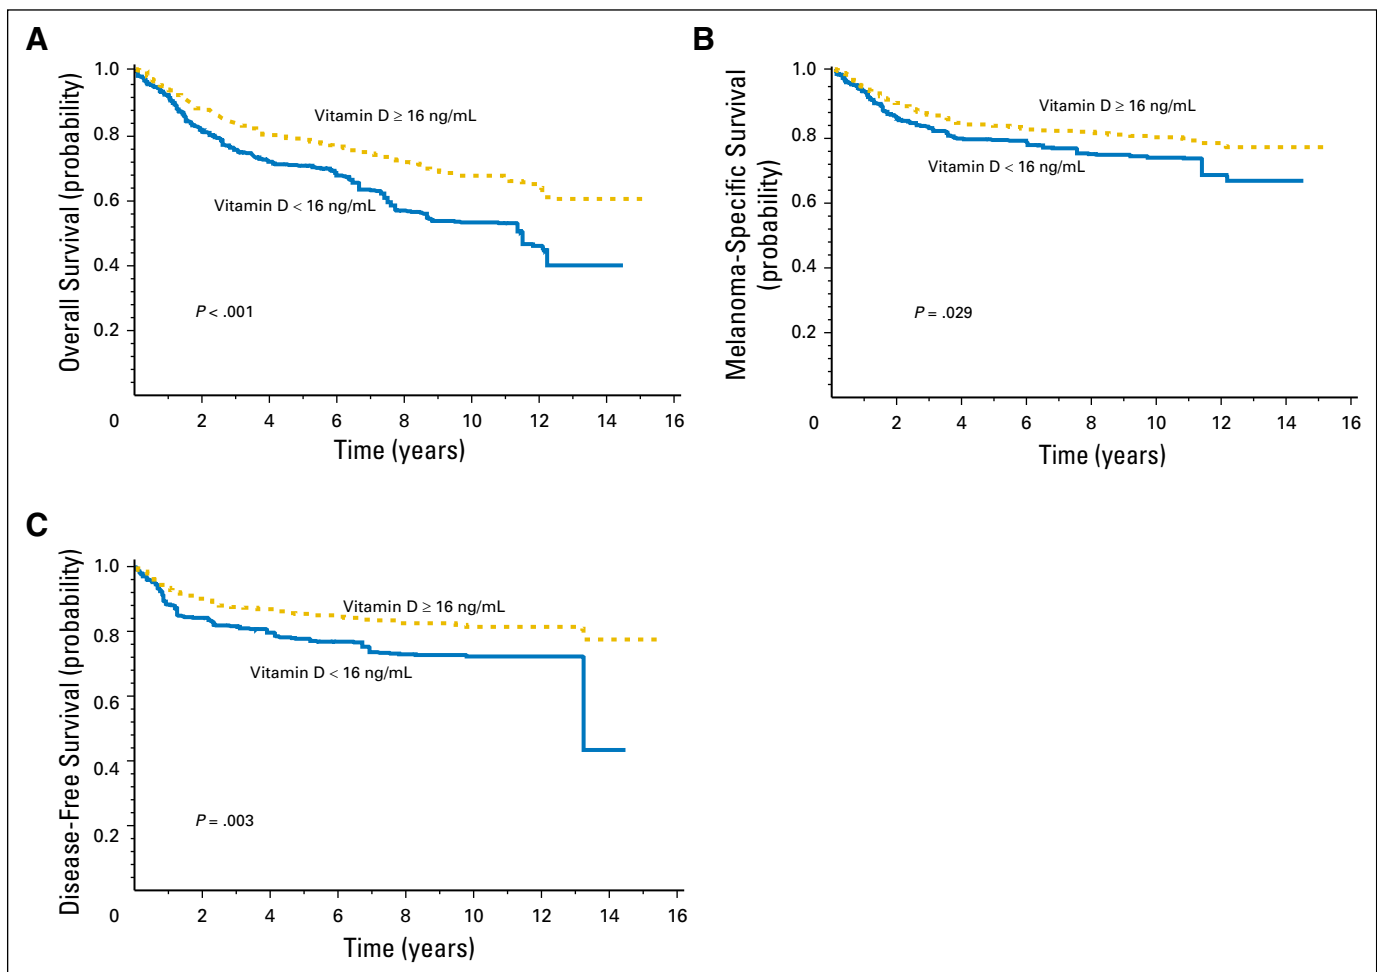 A
Overall Survival (probability)
1.0
0.8
0.6
0.4
0.2
Vitamin D ≥ 16 ng/mL
Vitamin D < 16 ng/mL
P < .001
0 2 4 6 8 10 12 14 16
Time (years)
B
Melanoma-Specific Survival
(probability)
1.0
0.8
0.6
0.4
0.2
Vitamin D ≥ 16 ng/mL
Vitamin D < 16 ng/mL
P = .029
0 2 4 6 8 10 12 14 16
Time (years)
C
Disease-Free Survival (probability)
1.0
0.8
0.6
0.4
0.2
Vitamin D ≥ 16 ng/mL
Vitamin D < 16 ng/mL
P = .003
0 2 4 6 8 10 12 14 16
Time (years)